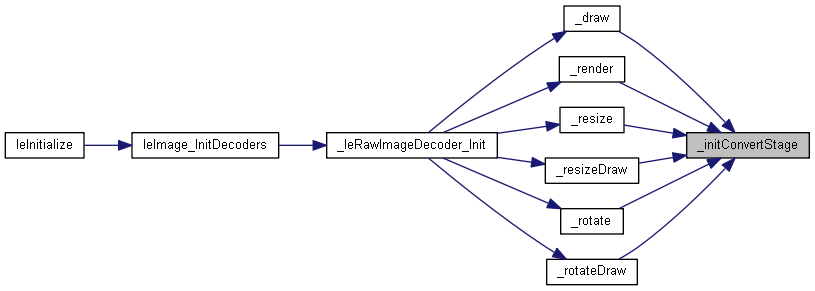 leInitialize
leImage_InitDecoders
_leRawImageDecoder_Init
_draw
_render
_resize
_resizeDraw
_rotate
_rotateDraw
_initConvertStage